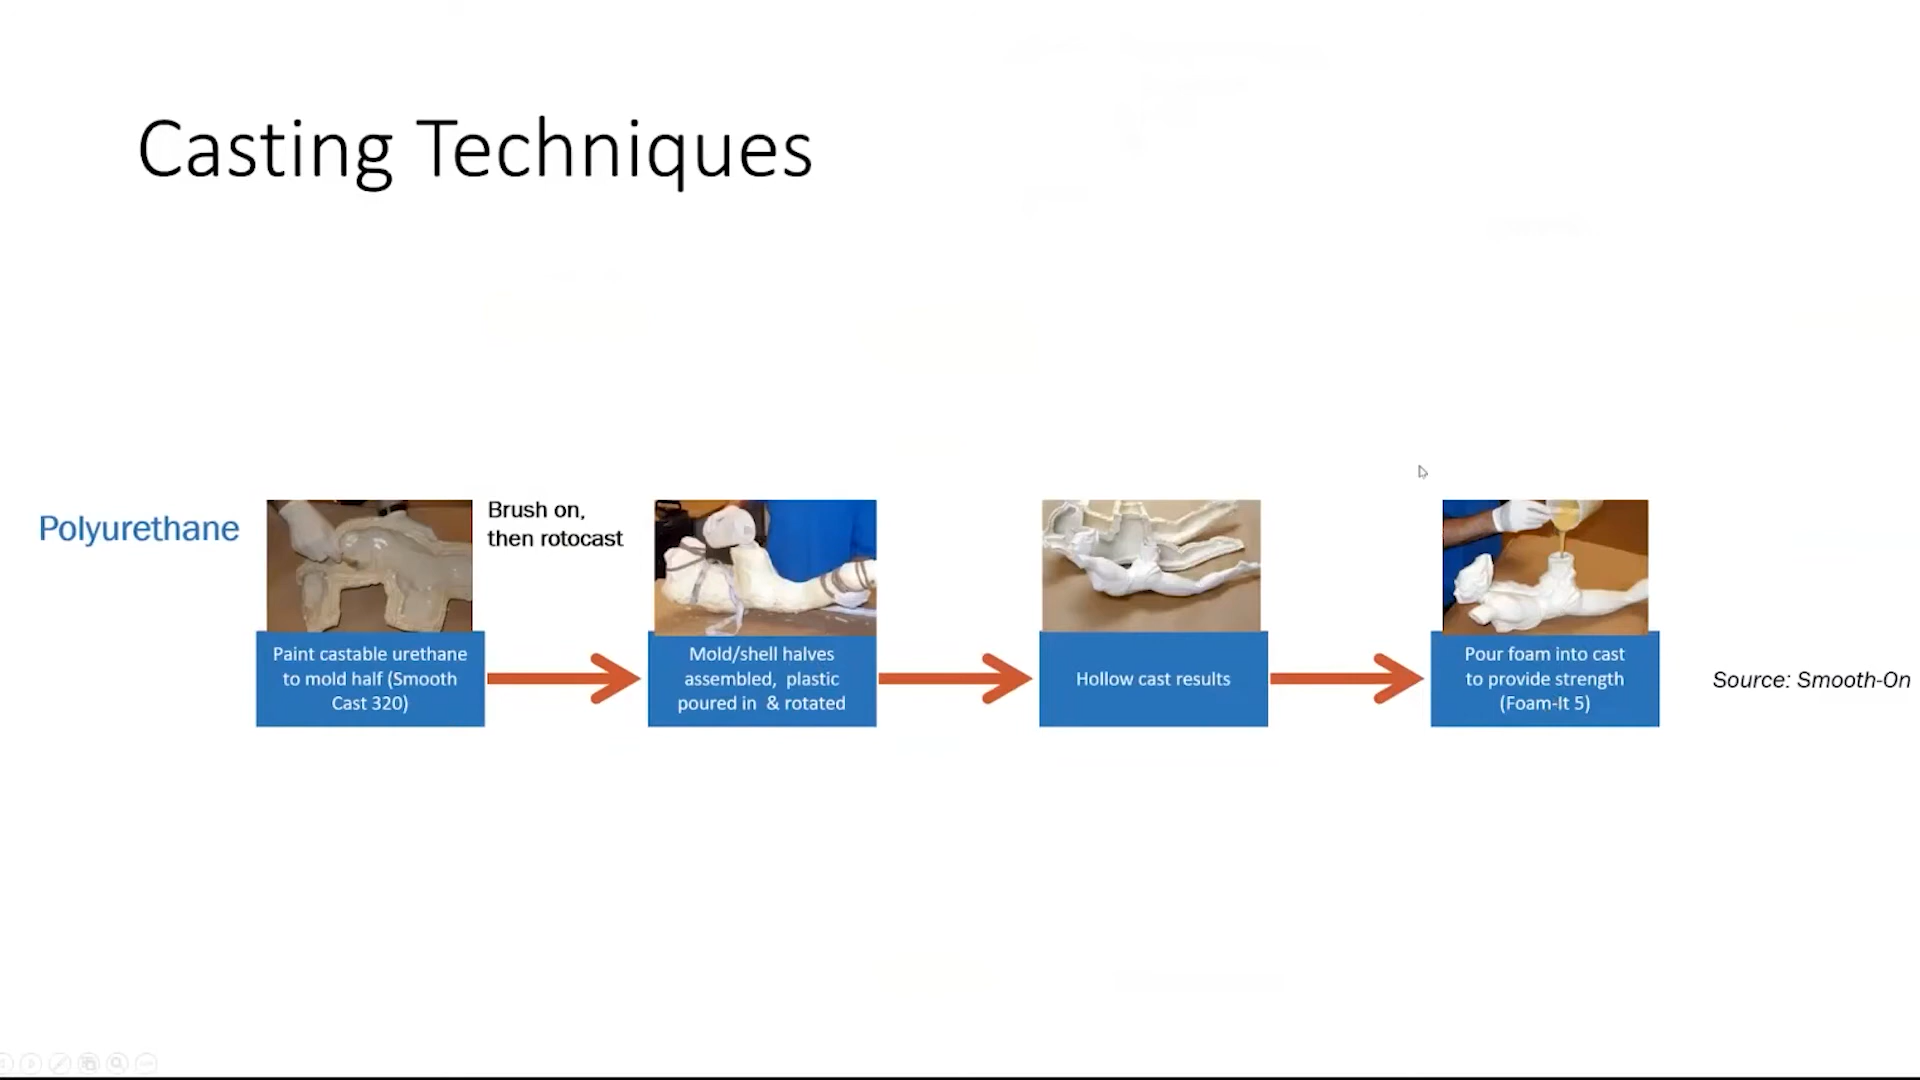 Casting Techniques
Polyurethane
Brush on,
then rotocast
Paint castable urethane
to mold half (Smooth
Cast 320)
Mold/shell halves
assembled, plastic
poured in & rotated
Hollow cast results
Pour foam into cast
to provide strength
(Foam-It 5)
Source: Smooth-On